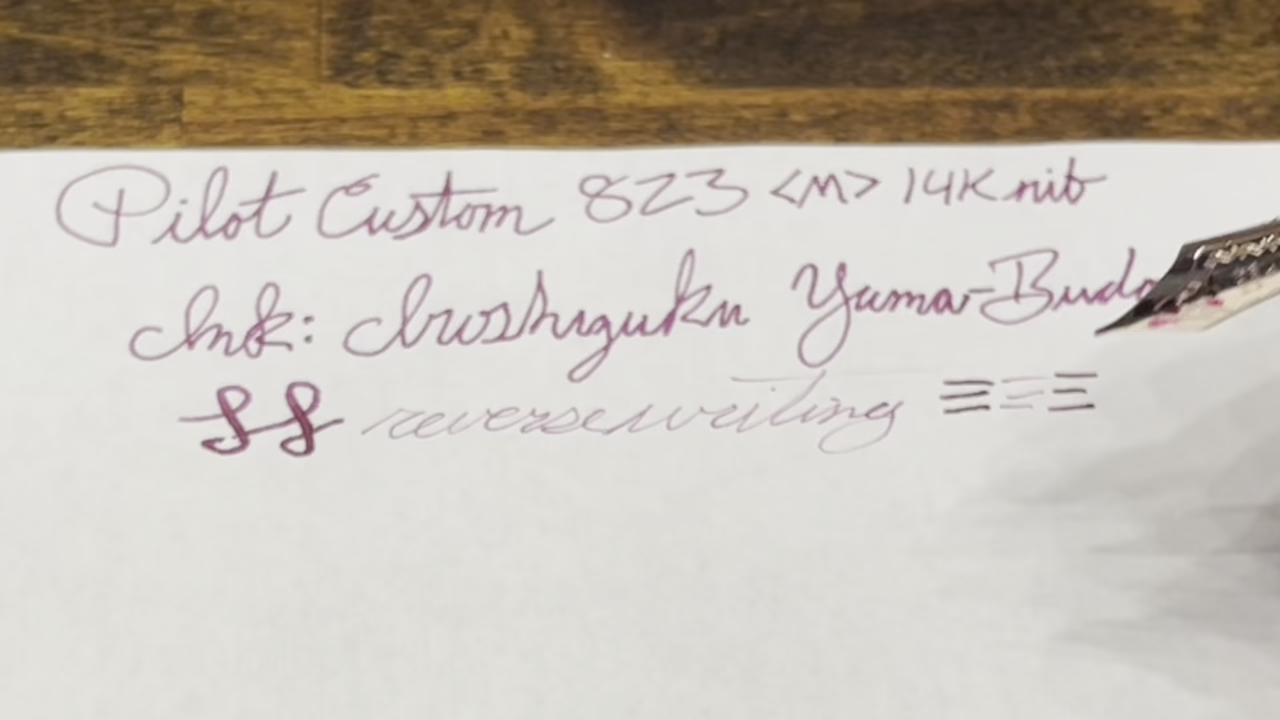 Pilot Custom 823 <M> 14K nib
Ink: Iroshizuku Yama-Budo
SS reverse writing